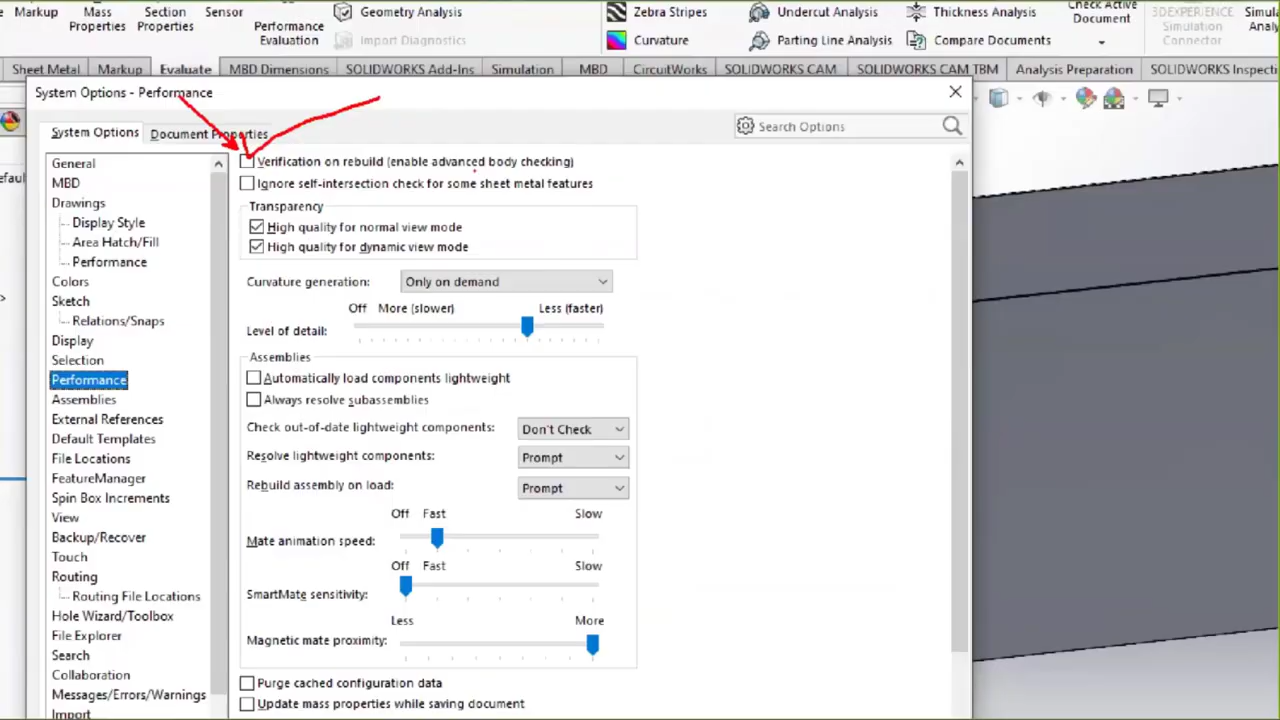 Markup
Mass
Properties
Section
Properties
Sensor
Performance
Evaluation
Geometry Analysis
Import Diagnostics
Zebra Stripes
Curvature
Undercut Analysis
Parting Line Analysis
Thickness Analysis
Compare Documents
Check Active
Document
3DEXPERIENCE
Simulation
Connector
Sheet Metal
Markup
Evaluate
MBD Dimensions
SOLIDWORKS Add-Ins
Simulation
MBD
CircuitWorks
SOLIDWORKS CAM
SOLIDWORKS CAM TBM
Analysis Preparation
SOLIDWORKS Inspecti
System Options - Performance
System Options
Document Properties
Search Options
General
MBD
Drawings
Display Style
Area Hatch/Fill
Performance
Colors
Sketch
Relations/Snaps
Display
Selection
Performance
Assemblies
External References
Default Templates
File Locations
FeatureManager
Spin Box Increments
View
Backup/Recover
Touch
Routing
Routing File Locations
Hole Wizard/Toolbox
File Explorer
Search
Collaboration
Messages/Errors/Warnings
Import
Verification on rebuild (enable advanced body checking)
Ignore self-intersection check for some sheet metal features
Transparency
High quality for normal view mode
High quality for dynamic view mode
Curvature generation: Only on demand
Off More (slower) Less (faster)
Level of detail:
Assemblies
Automatically load components lightweight
Always resolve subassemblies
Check out-of-date lightweight components: Don't Check
Resolve lightweight components: Prompt
Rebuild assembly on load: Prompt
Off Fast Slow
Mate animation speed:
Off Fast Slow
SmartMate sensitivity:
Less More
Magnetic mate proximity:
Purge cached configuration data
Update mass properties while saving document